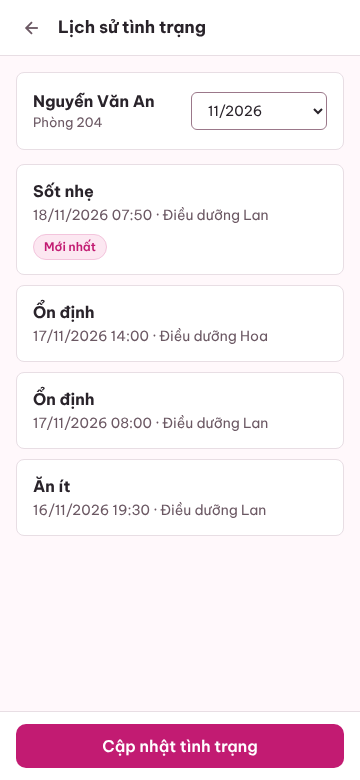 Lịch sử tình trạng
Nguyễn Văn An
Phòng 204
11/2026
Sốt nhẹ
18/11/2026 07:50 · Điều dưỡng Lan
Mới nhất
Ổn định
17/11/2026 14:00 · Điều dưỡng Hoa
Ổn định
17/11/2026 08:00 · Điều dưỡng Lan
Ăn ít
16/11/2026 19:30 · Điều dưỡng Lan
Cập nhật tình trạng